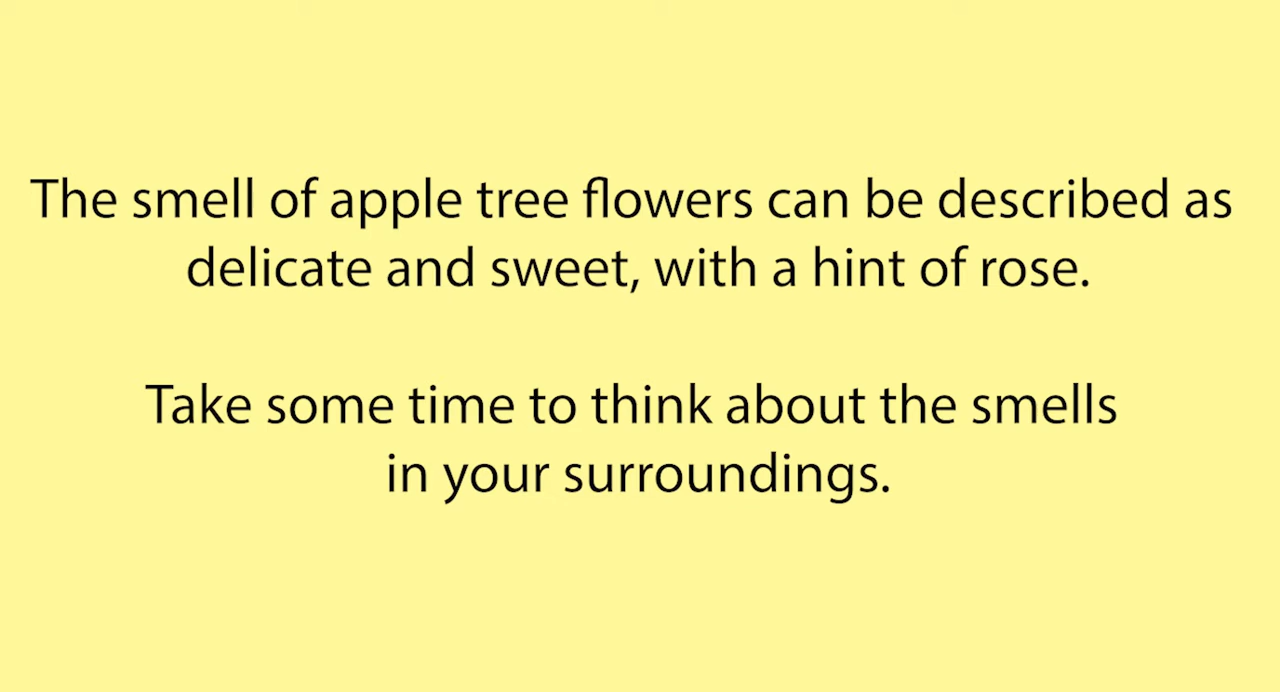 The smell of apple tree flowers can be described as
delicate and sweet, with a hint of rose.
Take some time to think about the smells
in your surroundings.